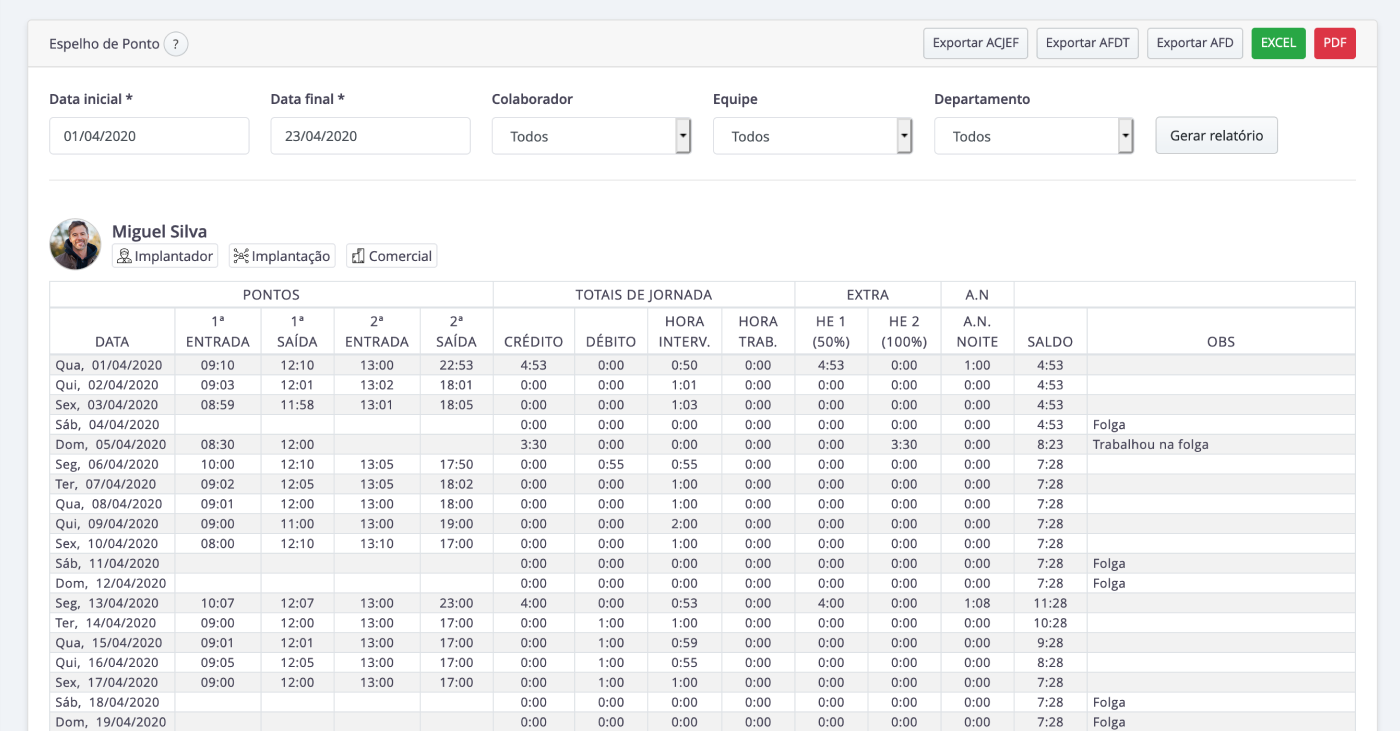 Espelho de Ponto ? Exportar ACJEF Exportar AFDT Exportar AFD EXCEL PDF
Data inicial * Data final * Colaborador Equipe Departamento
01/04/2020 23/04/2020 Todos Todos Todos Gerar relatório
Miguel Silva
Implantador Implantação Comercial
PONTOS TOTAIS DE JORNADA EXTRA A.N
1ª 1ª 2ª 2ª HORA HORA HE 1 HE 2 A.N.
DATA ENTRADA SAÍDA ENTRADA SAÍDA CRÉDITO DÉBITO INTERV. TRAB. (50%) (100%) NOITE SALDO OBS
Qua, 01/04/2020 09:10 12:10 13:00 22:53 4:53 0:00 0:50 0:00 4:53 0:00 1:00 4:53
Qui, 02/04/2020 09:03 12:01 13:02 18:01 0:00 0:00 1:01 0:00 0:00 0:00 0:00 4:53
Sex, 03/04/2020 08:59 11:58 13:01 18:05 0:00 0:00 1:03 0:00 0:00 0:00 0:00 4:53
Sáb, 04/04/2020 0:00 0:00 0:00 0:00 0:00 0:00 0:00 4:53 Folga
Dom, 05/04/2020 08:30 12:00 3:30 0:00 0:00 0:00 0:00 3:30 0:00 8:23 Trabalhou na folga
Seg, 06/04/2020 10:00 12:10 13:05 17:50 0:00 0:55 0:55 0:00 0:00 0:00 0:00 7:28
Ter, 07/04/2020 09:02 12:05 13:05 18:02 0:00 0:00 1:00 0:00 0:00 0:00 0:00 7:28
Qua, 08/04/2020 09:01 12:00 13:00 18:00 0:00 0:00 1:00 0:00 0:00 0:00 0:00 7:28
Qui, 09/04/2020 09:00 11:00 13:00 19:00 0:00 0:00 2:00 0:00 0:00 0:00 0:00 7:28
Sex, 10/04/2020 08:00 12:10 13:10 17:00 0:00 0:00 1:00 0:00 0:00 0:00 0:00 7:28
Sáb, 11/04/2020 0:00 0:00 0:00 0:00 0:00 0:00 0:00 7:28 Folga
Dom, 12/04/2020 0:00 0:00 0:00 0:00 0:00 0:00 0:00 7:28 Folga
Seg, 13/04/2020 10:07 12:07 13:00 23:00 4:00 0:00 0:53 0:00 4:00 0:00 1:08 11:28
Ter, 14/04/2020 09:00 12:00 13:00 17:00 0:00 1:00 1:00 0:00 0:00 0:00 0:00 10:28
Qua, 15/04/2020 09:01 12:01 13:00 17:00 0:00 1:00 0:59 0:00 0:00 0:00 0:00 9:28
Qui, 16/04/2020 09:05 12:05 13:00 17:00 0:00 1:00 0:55 0:00 0:00 0:00 0:00 8:28
Sex, 17/04/2020 09:00 12:00 13:00 17:00 0:00 1:00 1:00 0:00 0:00 0:00 0:00 7:28
Sáb, 18/04/2020 0:00 0:00 0:00 0:00 0:00 0:00 0:00 7:28 Folga
Dom, 19/04/2020 0:00 0:00 0:00 0:00 0:00 0:00 0:00 7:28 Folga